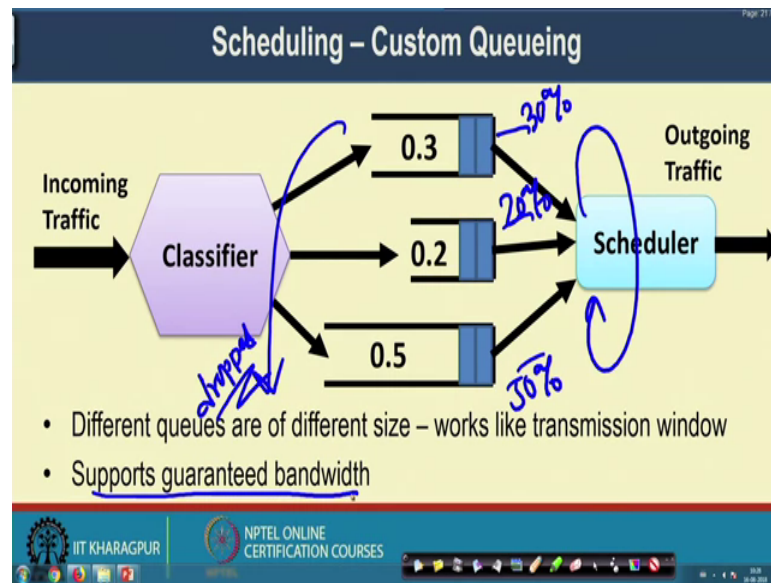 Page: 21
Scheduling – Custom Queueing
30%
0.3
Outgoing
Traffic
Incoming
Traffic
20%
Classifier
0.2
Scheduler
0.5
50%
dropped
• Different queues are of different size – works like transmission window
• Supports guaranteed bandwidth
IIT KHARAGPUR
NPTEL ONLINE
CERTIFICATION COURSES